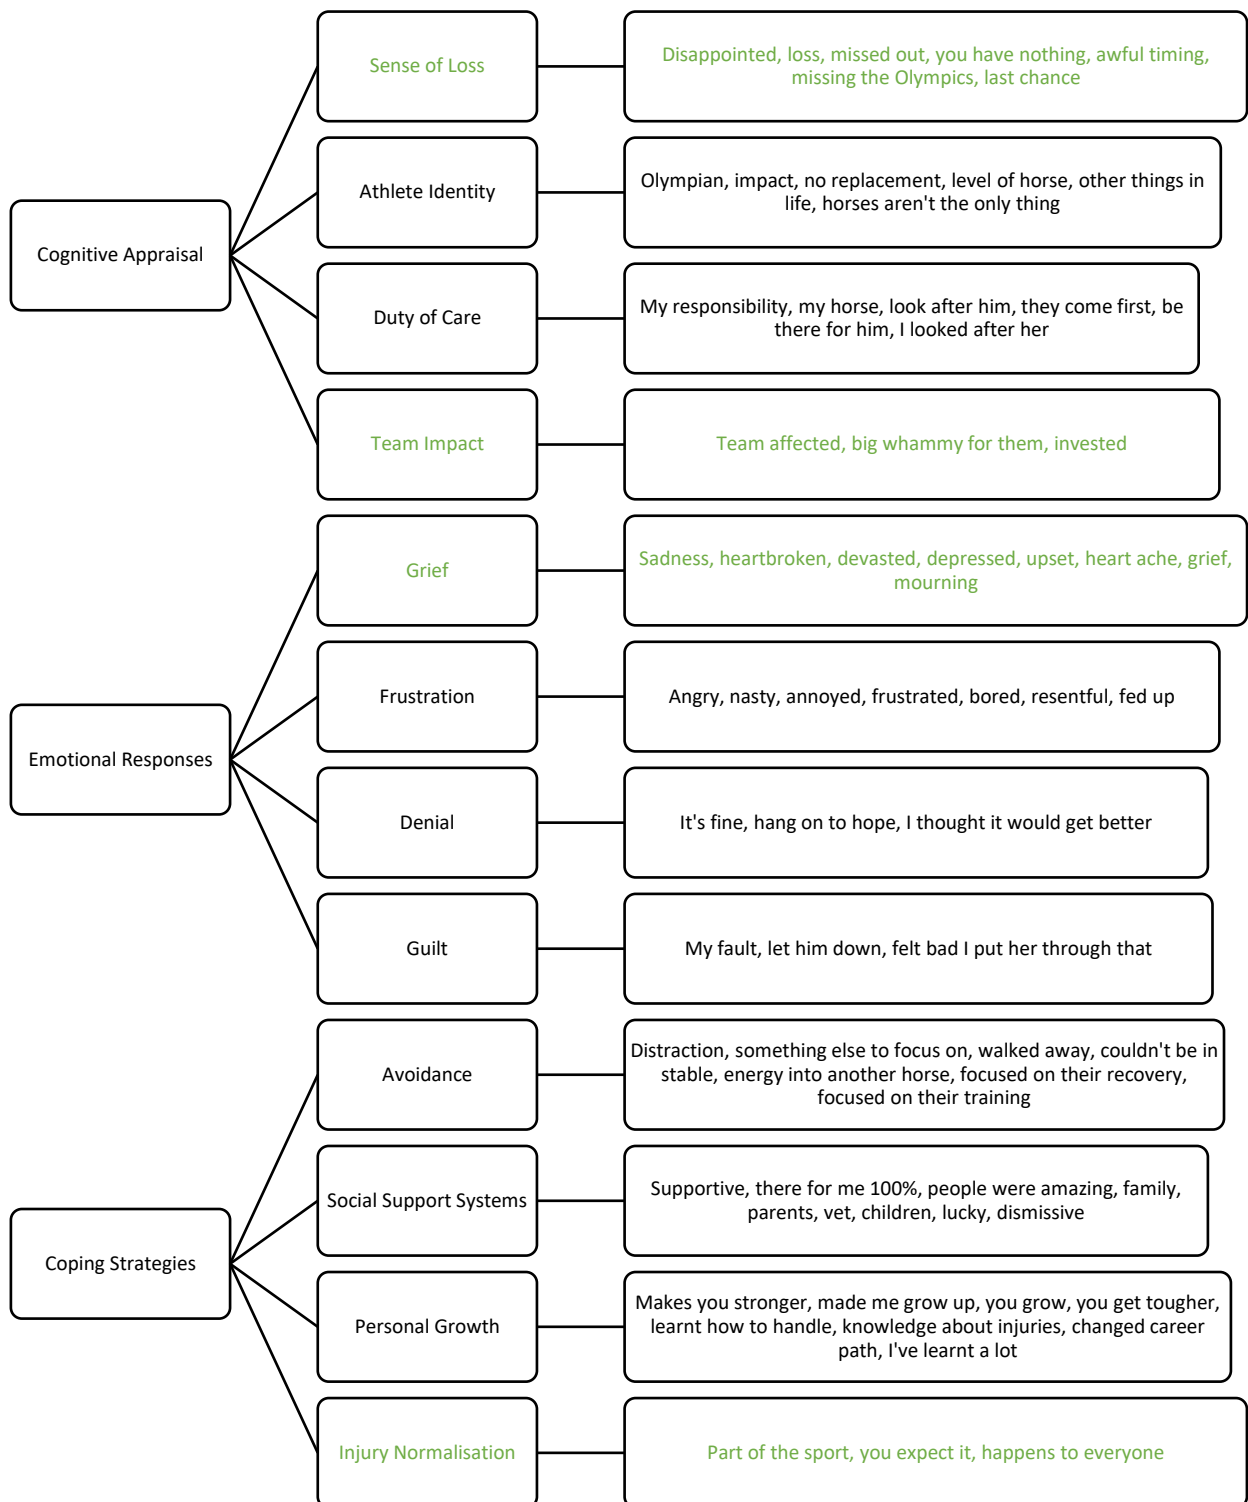 Cognitive Appraisal
Sense of Loss
Disappointed, loss, missed out, you have nothing, awful timing,
missing the Olympics, last chance
Athlete Identity
Olympian, impact, no replacement, level of horse, other things in
life, horses aren't the only thing
Duty of Care
My responsibility, my horse, look after him, they come first, be
there for him, I looked after her
Team Impact
Team affected, big whammy for them, invested
Emotional Responses
Grief
Sadness, heartbroken, devasted, depressed, upset, heart ache, grief,
mourning
Frustration
Angry, nasty, annoyed, frustrated, bored, resentful, fed up
Denial
It's fine, hang on to hope, I thought it would get better
Guilt
My fault, let him down, felt bad I put her through that
Coping Strategies
Avoidance
Distraction, something else to focus on, walked away, couldn't be in
stable, energy into another horse, focused on their recovery,
focused on their training
Social Support Systems
Supportive, there for me 100%, people were amazing, family,
parents, vet, children, lucky, dismissive
Personal Growth
Makes you stronger, made me grow up, you grow, you get tougher,
learnt how to handle, knowledge about injuries, changed career
path, I've learnt a lot
Injury Normalisation
Part of the sport, you expect it, happens to everyone